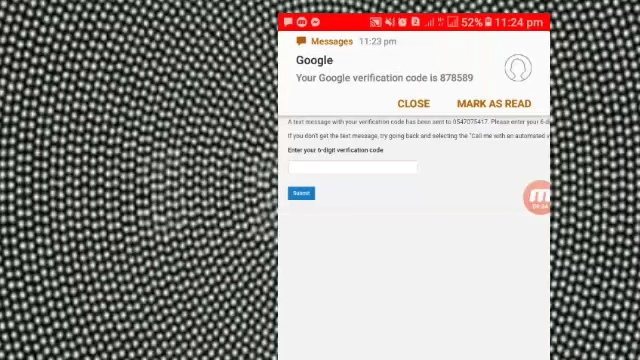 52% 11:24 pm
Messages 11:23 pm
Google
Your Google verification code is 878589
CLOSE MARK AS READ
A text message with your verification code has been sent to 0547075417. Please enter your 6-d
If you don't get the text message, try going back and selecting the "Call me with an automated v
Enter your 6-digit verification code
Submit